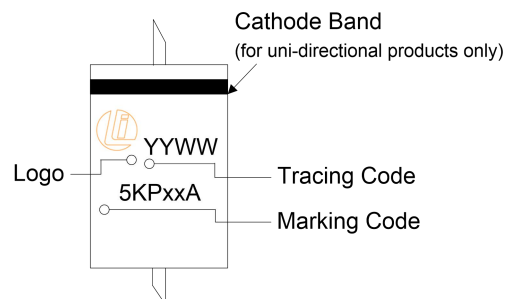 Cathode Band
(for uni-directional products only)
YYWW
Logo
Tracing Code
5KPxxA
Marking Code